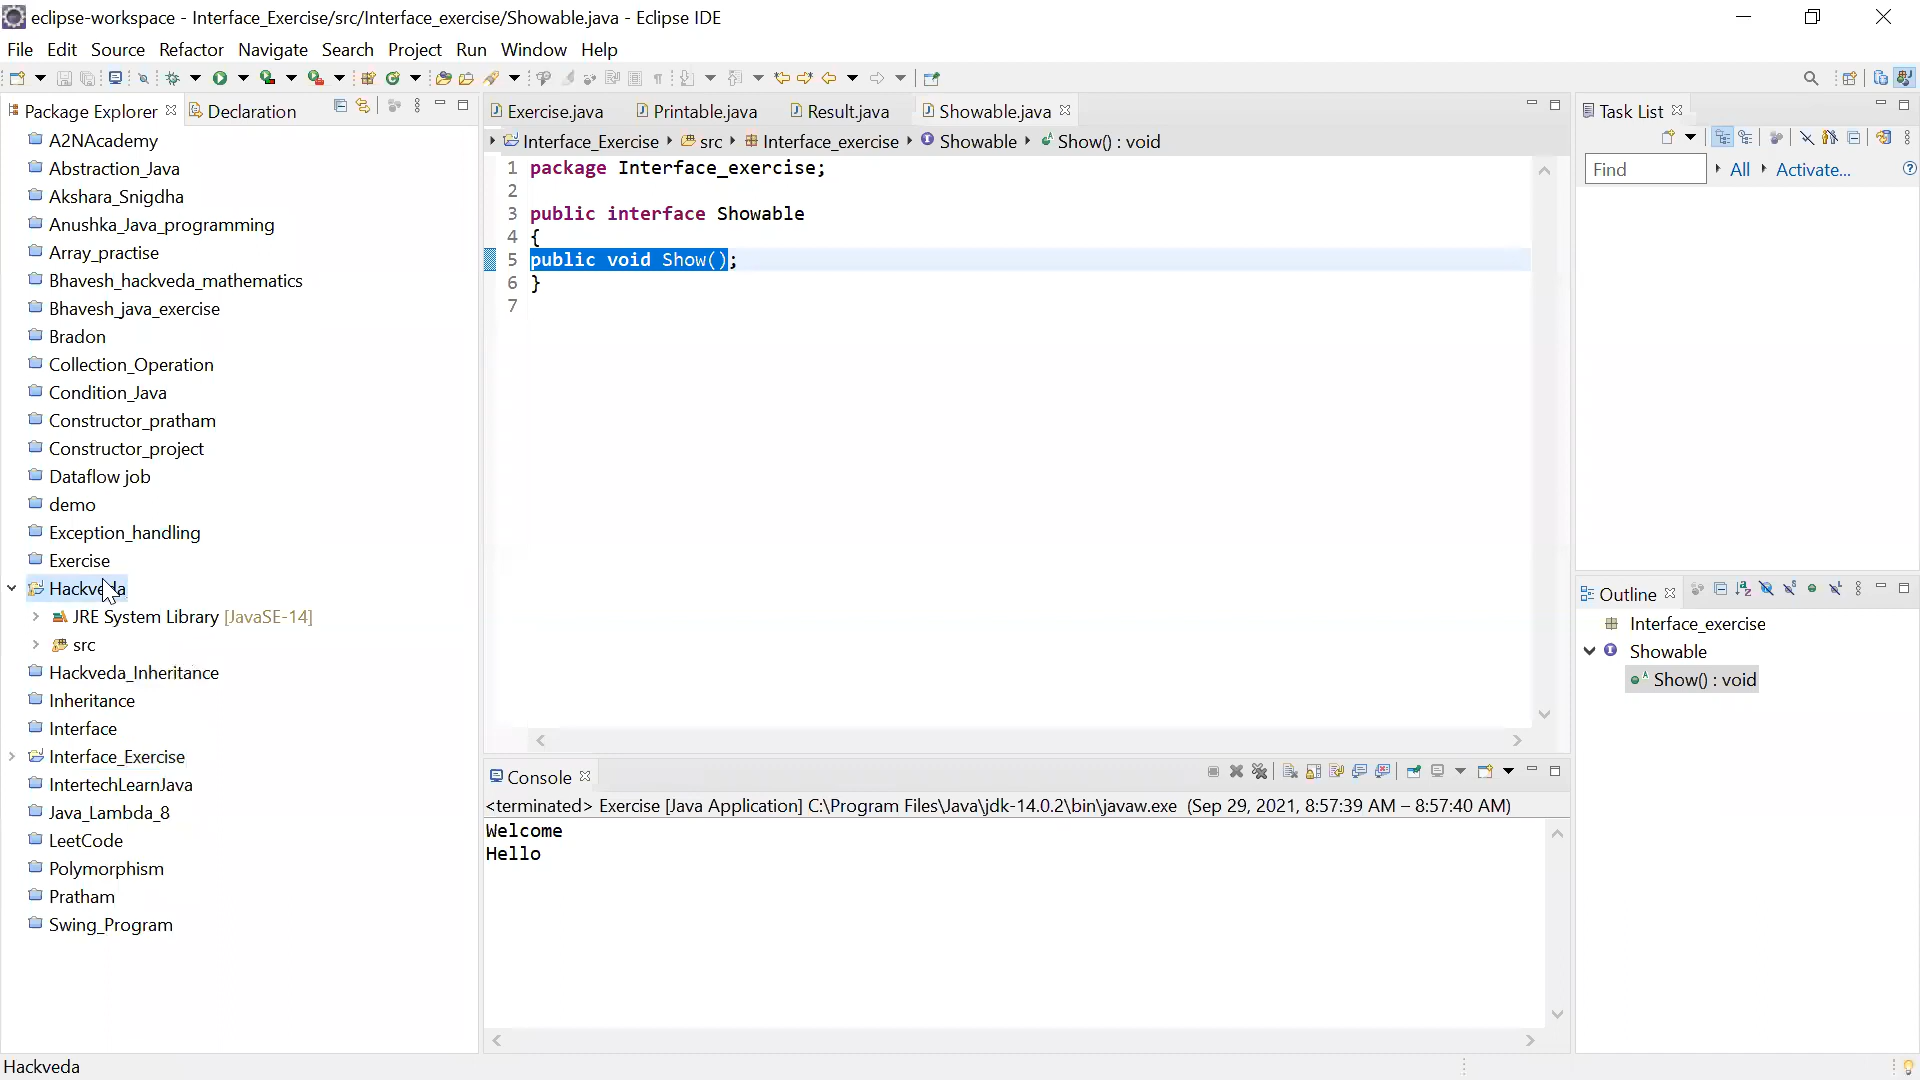 eclipse-workspace - Interface_Exercise/src/Interface_exercise/Showable.java - Eclipse IDE
File Edit Source Refactor Navigate Search Project Run Window Help
Package Explorer Declaration
A2NAcademy
Abstraction_Java
Akshara_Snigdha
Anushka_Java_programming
Array_practise
Bhavesh_hackveda_mathematics
Bhavesh_java_exercise
Bradon
Collection_Operation
Condition_Java
Constructor_pratham
Constructor_project
Dataflow job
demo
Exception_handling
Exercise
Hackveda
JRE System Library [JavaSE-14]
src
Hackveda_Inheritance
Inheritance
Interface
Interface_Exercise
IntertechLearnJava
Java_Lambda_8
LeetCode
Polymorphism
Pratham
Swing_Program
Exercise.java Printable.java Result.java Showable.java
Interface_Exercise src Interface_exercise Showable Show() : void
1 package Interface_exercise;
2
3 public interface Showable
4 {
5 public void Show();
6 }
7
Console
<terminated> Exercise [Java Application] C:\Program Files\Java\jdk-14.0.2\bin\javaw.exe (Sep 29, 2021, 8:57:39 AM – 8:57:40 AM)
Welcome
Hello
Task List
Find All Activate...
Outline
Interface_exercise
Showable
Show() : void
Hackveda